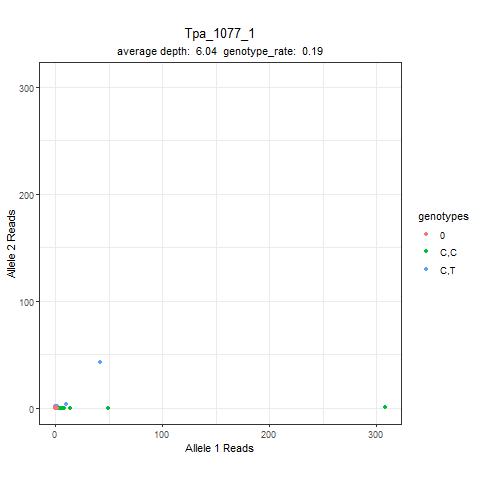 Tpa_1077_1
average depth: 6.04 genotype_rate: 0.19
300
200
100
0
Allele 2 Reads
0 100 200 300
Allele 1 Reads
genotypes
0
C,C
C,T